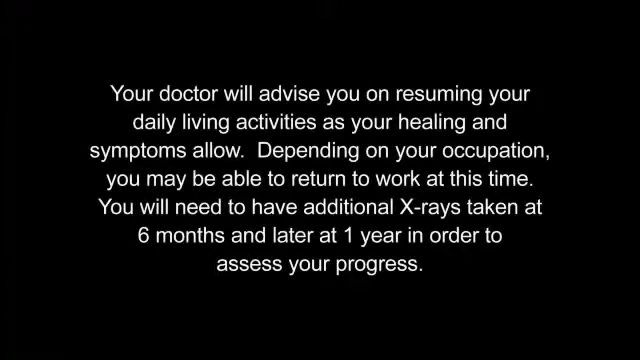 Your doctor will advise you on resuming your
daily living activities as your healing and
symptoms allow.  Depending on your occupation,
you may be able to return to work at this time.
You will need to have additional X-rays taken at
6 months and later at 1 year in order to
assess your progress.